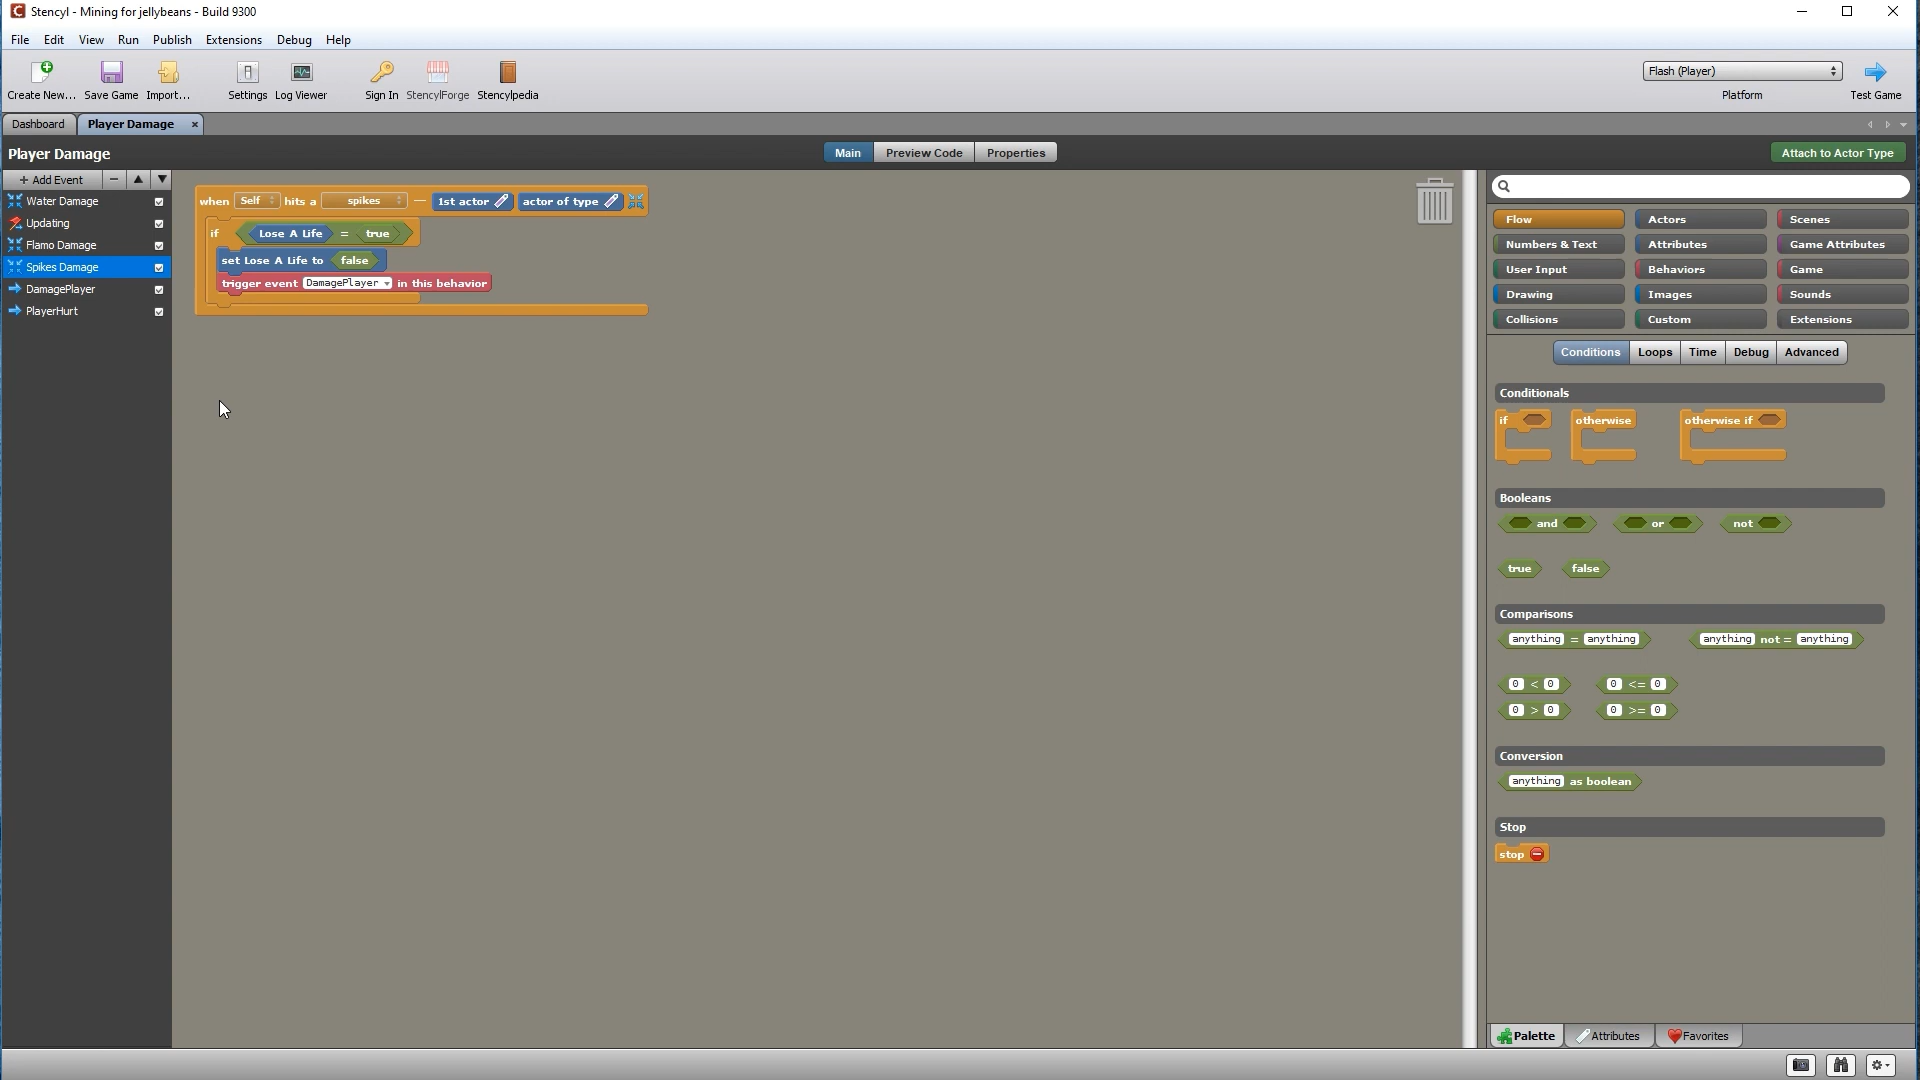 Stencyl - Mining for jellybeans - Build 9300
File Edit View Run Publish Extensions Debug Help
Create New... Save Game Import... Settings Log Viewer Sign In StencylForge Stencylpedia
Flash (Player)
Platform
Test Game
Dashboard Player Damage ×
Player Damage
Main Preview Code Properties
Attach to Actor Type
+ Add Event
Water Damage
Updating
Flamo Damage
Spikes Damage
DamagePlayer
PlayerHurt
when Self hits a spikes — 1st actor actor of type
if Lose A Life = true
set Lose A Life to false
trigger event DamagePlayer in this behavior
Flow Actors Scenes
Numbers & Text Attributes Game Attributes
User Input Behaviors Game
Drawing Images Sounds
Collisions Custom Extensions
Conditions Loops Time Debug Advanced
Conditionals
if otherwise otherwise if
Booleans
and or not
true false
Comparisons
anything = anything anything not = anything
0 < 0 0 <= 0
0 > 0 0 >= 0
Conversion
anything as boolean
Stop
stop
Palette Attributes Favorites